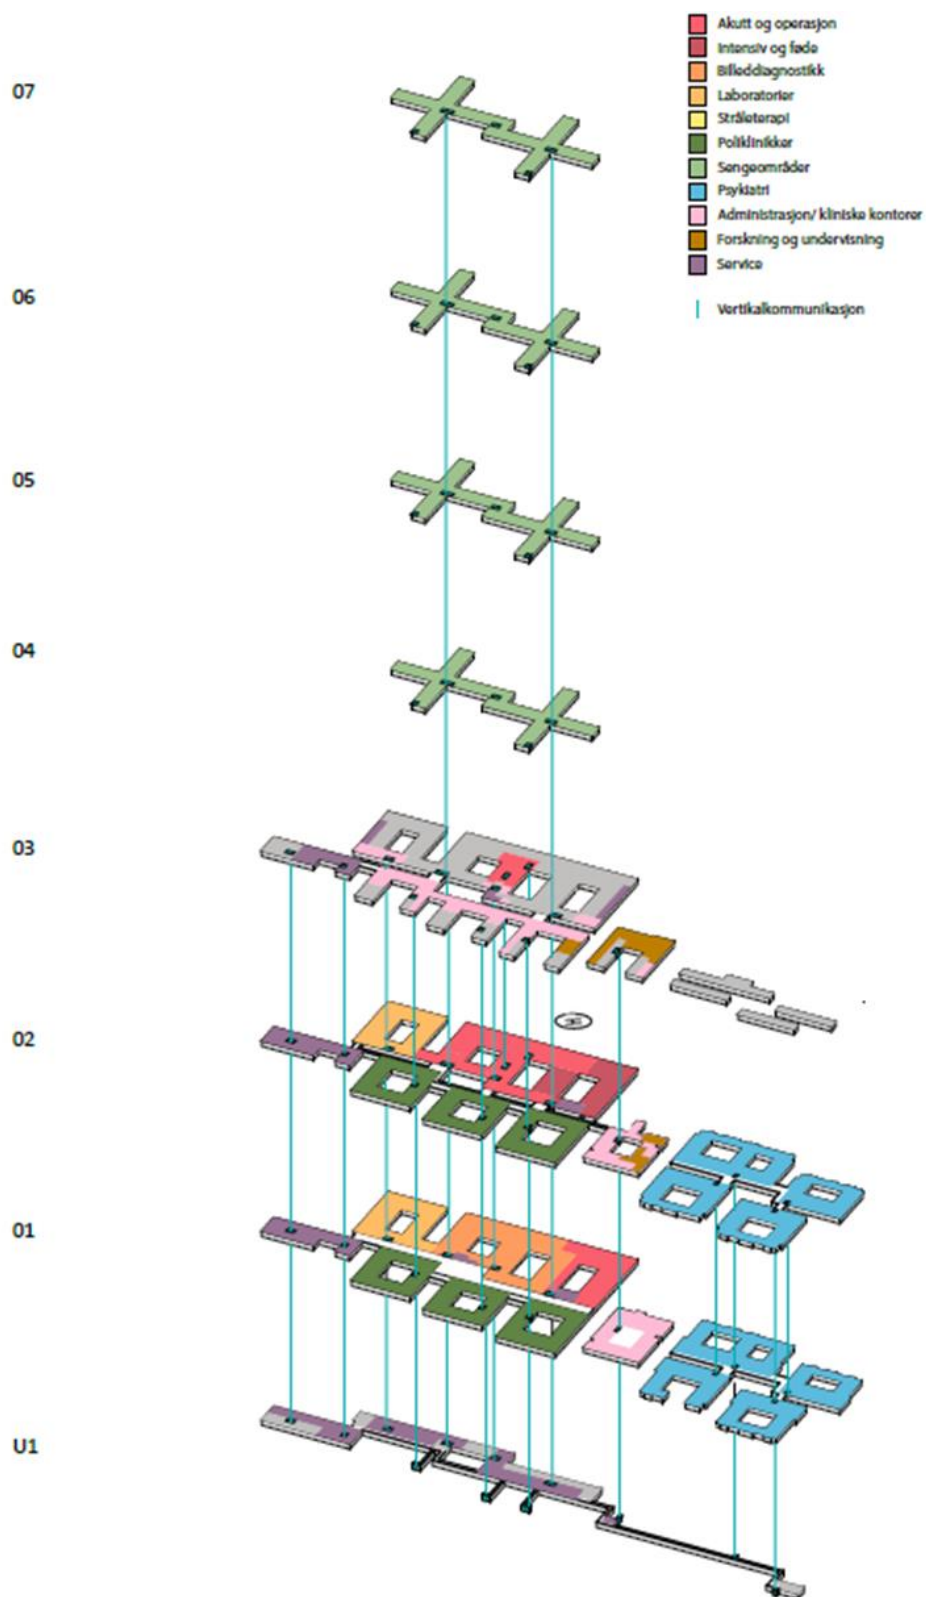 Akutt og operasjon
Intensiv og føde
Billeddiagnostikk
Laboratorier
Stråleterapi
Poliklinikker
Sengeområder
Psykiatri
Administrasjon/ kliniske kontorer
Forskning og undervisning
Service
Vertikalkommunikasjon
07
06
05
04
03
02
01
U1